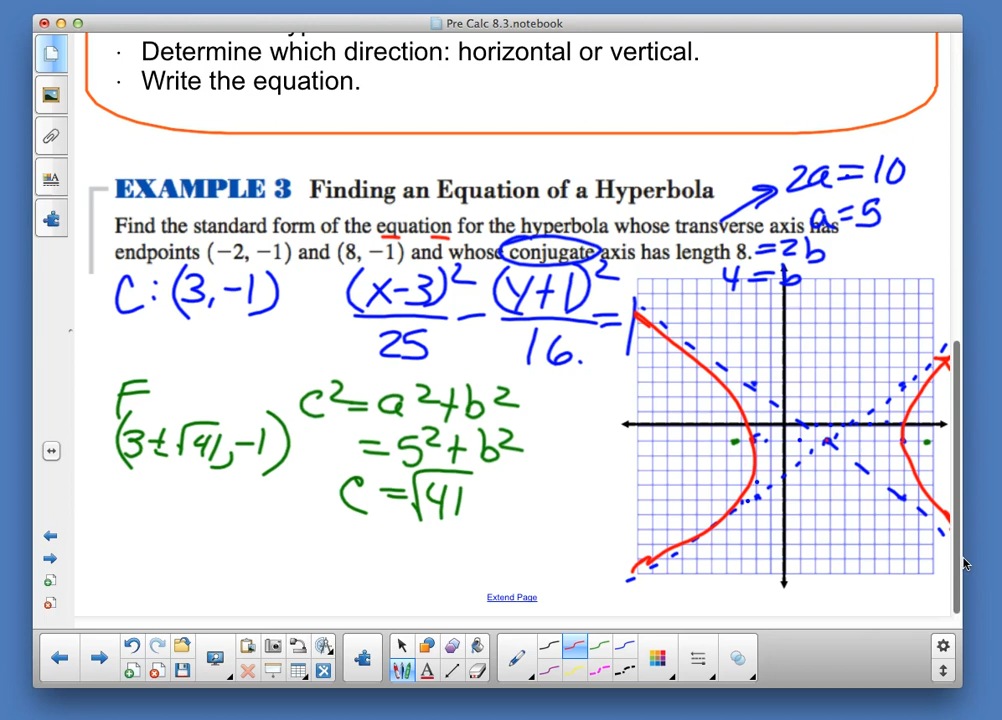 Pre Calc 8.3.notebook
· Determine which direction: horizontal or vertical.
· Write the equation.
EXAMPLE 3 Finding an Equation of a Hyperbola
2a = 10
a = 5
Find the standard form of the equation for the hyperbola whose transverse axis has
endpoints (−2, −1) and (8, −1) and whose conjugate axis has length 8. = 2b
4 = b
C: (3, -1)
(x-3)² / 25 - (y+1)² / 16. = 1
F
(3 ± √41, -1)
c² = a² + b²
= 5² + b²
c = √41
Extend Page